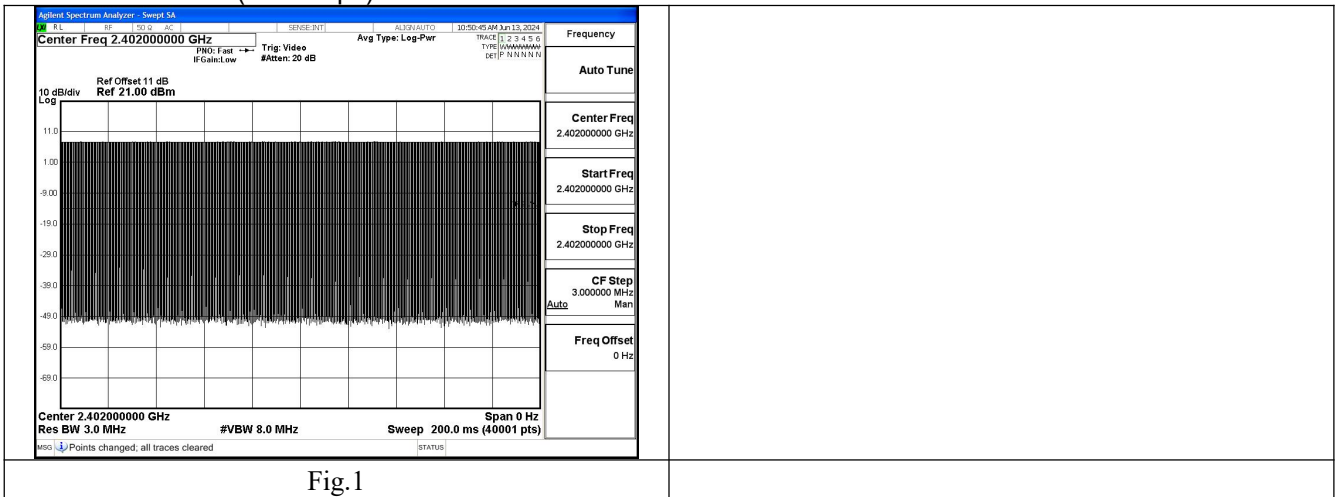 Agilent Spectrum Analyzer - Swept SA
RL RF 50 Ω AC SENSE:INT ALIGN AUTO 10:50:45 AM Jun 13, 2024
Center Freq 2.402000000 GHz
PNO: Fast
IFGain:Low
Trig: Video
#Atten: 20 dB
Avg Type: Log-Pwr
TRACE 1 2 3 4 5 6
TYPE
DET P N N N N N
Ref Offset 11 dB
10 dB/div Ref 21.00 dBm
Log
11.0
1.00
-9.00
-19.0
-29.0
-39.0
-49.0
-59.0
-69.0
Center 2.402000000 GHz Span 0 Hz
Res BW 3.0 MHz #VBW 8.0 MHz Sweep 200.0 ms (40001 pts)
MSG Points changed; all traces cleared STATUS
Frequency
Auto Tune
Center Freq
2.402000000 GHz
Start Freq
2.402000000 GHz
Stop Freq
2.402000000 GHz
CF Step
3.000000 MHz
Auto Man
Freq Offset
0 Hz
Fig.1